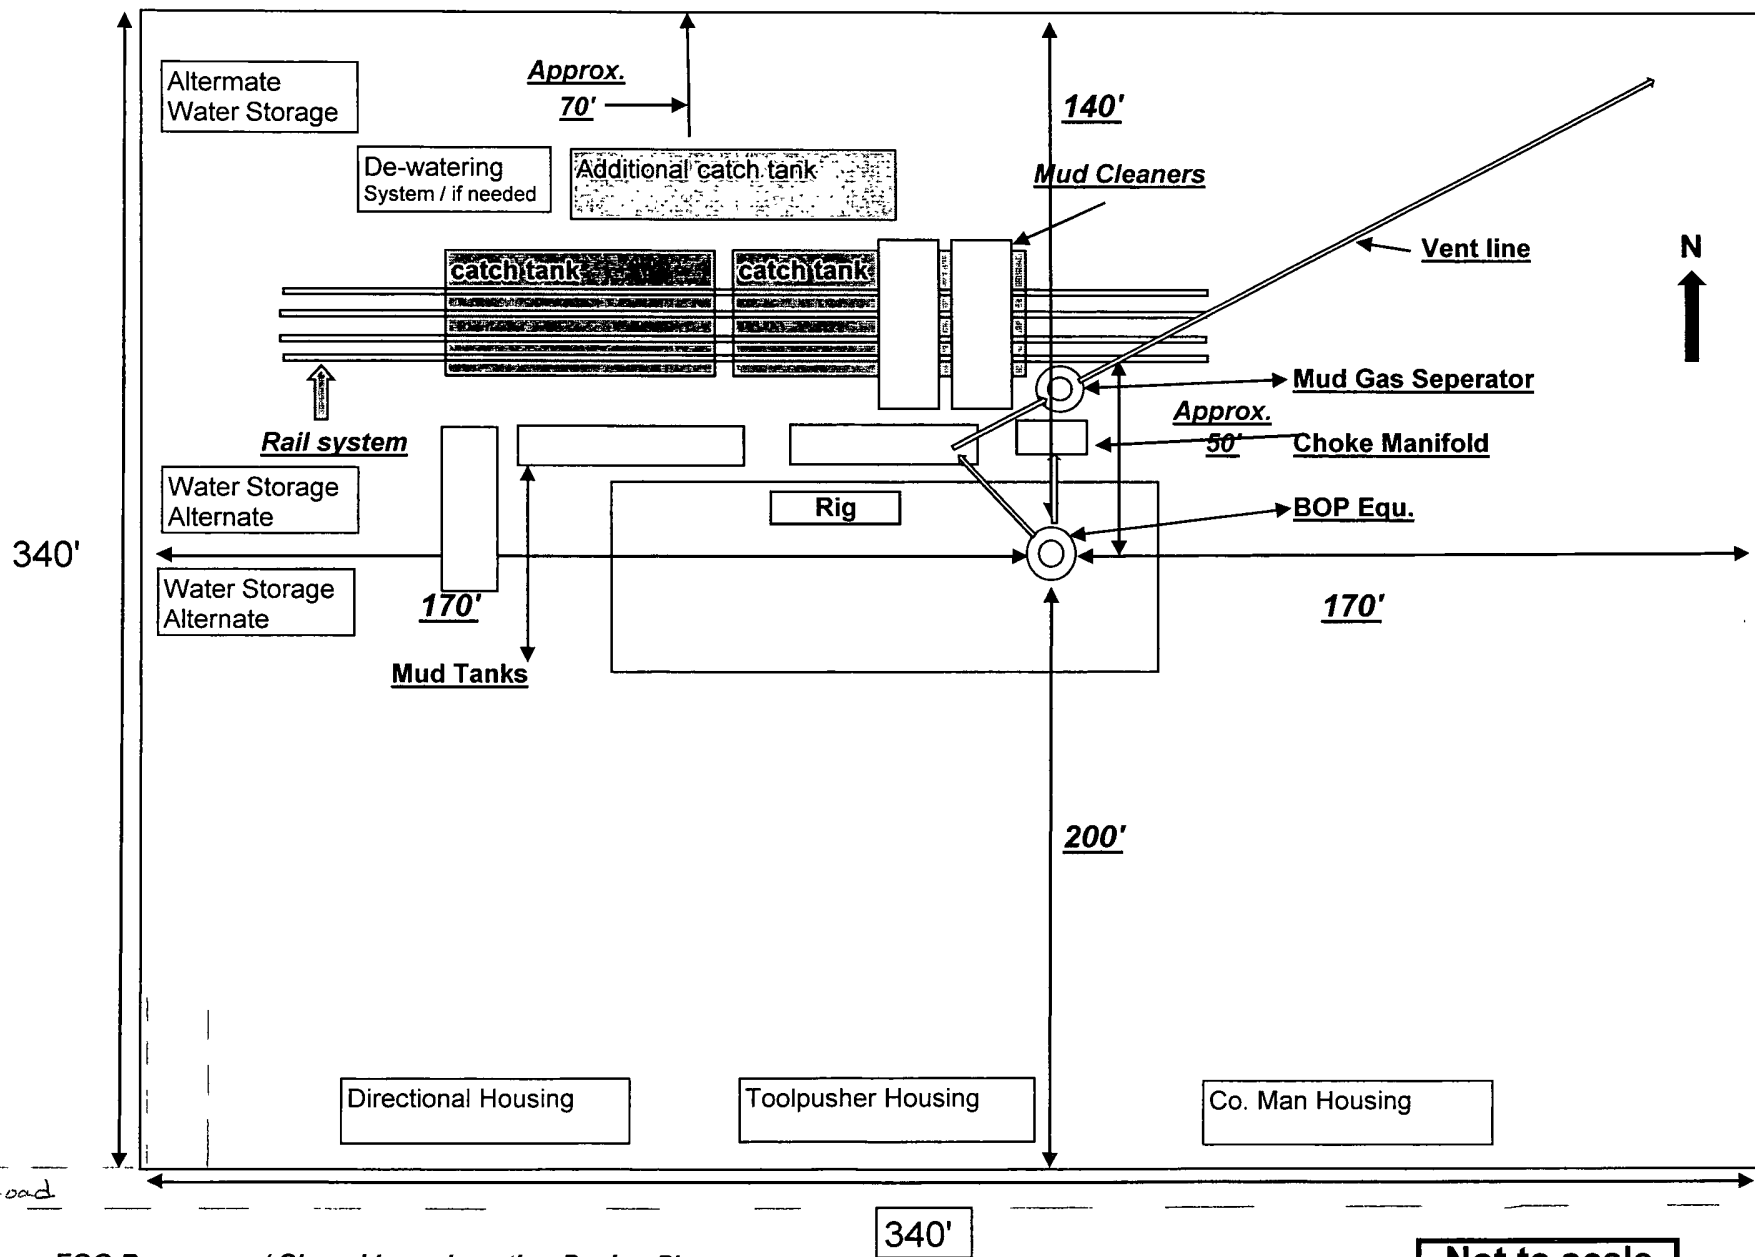 Altermate
Water Storage
Approx.
70'
140'
De-watering
System / if needed
Additional catch tank
Mud Cleaners
Vent line
N
catch tank
catch tank
Mud Gas Seperator
Approx.
50'
Rail system
Choke Manifold
Water Storage
Alternate
Rig
BOP Equ.
340'
Water Storage
Alternate
170'
170'
Mud Tanks
200'
Directional Housing
Toolpusher Housing
Co. Man Housing
340'
Not to scale